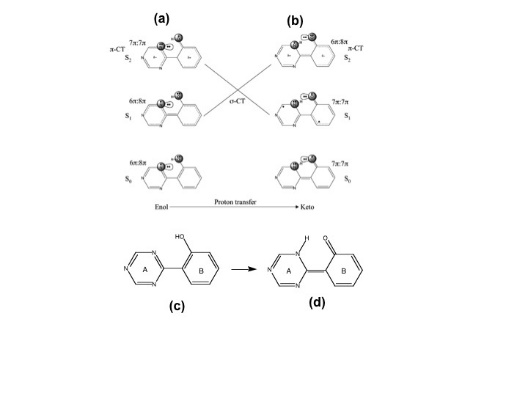 (a) (b)
7π:7π 6π:8π
π-CT π-CT
S₂ S₂
6π:8π 7π:7π
σ-CT
S₁ S₁
6π:8π 7π:7π
S₀ S₀
Enol Proton transfer Keto
HO H O
N N N
N A B N A B
N N
(c) (d)